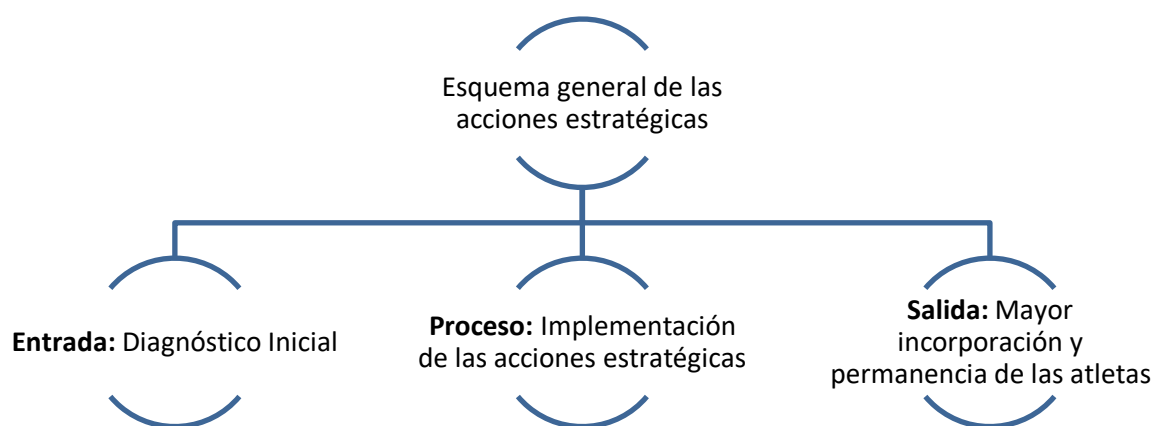 Esquema general de las
acciones estratégicas
Entrada: Diagnóstico Inicial
Proceso: Implementación
de las acciones estratégicas
Salida: Mayor
incorporación y
permanencia de las atletas